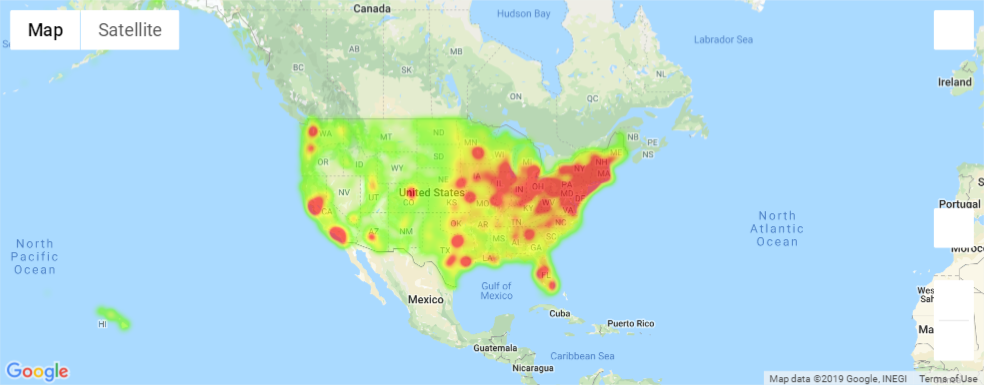 Map Satellite
Canada
Hudson Bay
Labrador Sea
AB
MB
BC
SK
NL
ON
QC
Ireland
NB
PE
NS
WA
MT
ND
MN
OR
ID
SD
WI
NY
NH
MA
WY
NE
IA
IL
IN
OH
PA
MD
DE
NV
UT
United States
CO
KS
MO
KY
WV
VA
CA
AZ
NM
OK
AR
TN
NC
MS
AL
SC
GA
TX
LA
FL
Portugal
North
Atlantic
Ocean
North
Pacific
Ocean
Gulf of
Mexico
Mexico
HI
Cuba
Puerto Rico
Guatemala
Nicaragua
Caribbean Sea
Wes
Sah
Ma
Google
Map data ©2019 Google, INEGI Terms of Use